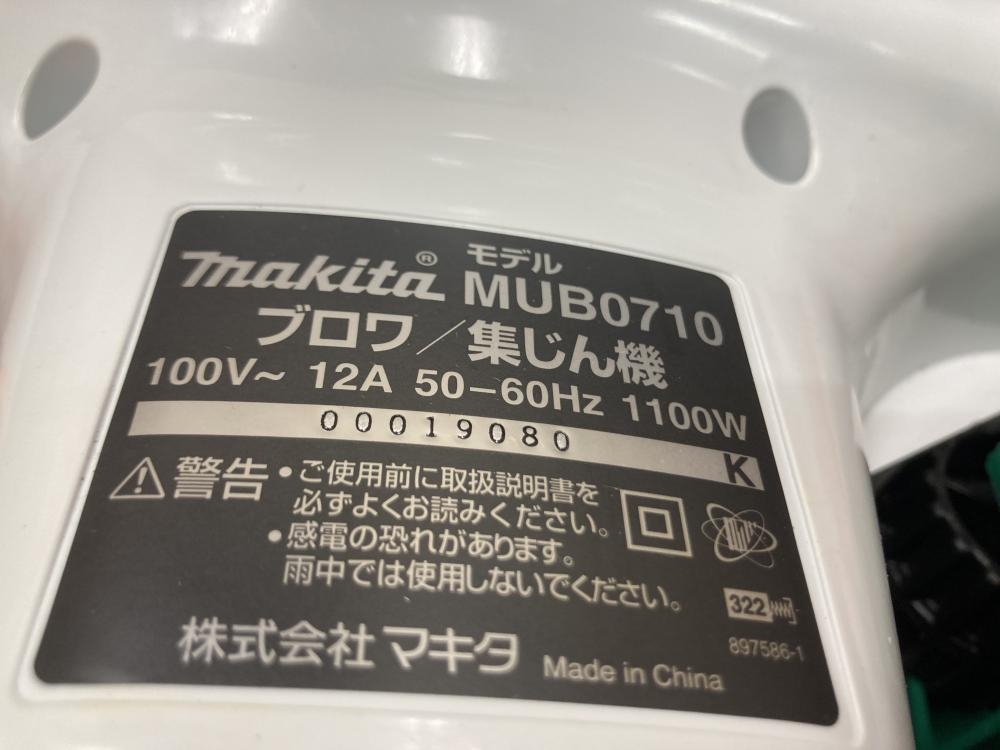 makita® モデル MUB0710
ブロワ／集じん機
100V~ 12A 50-60Hz 1100W
00019080 K
⚠警告 •ご使用前に取扱説明書を
必ずよくお読みください。
•感電の恐れがあります。
雨中では使用しないでください。
322
897586-1
株式会社 マキタ Made in China